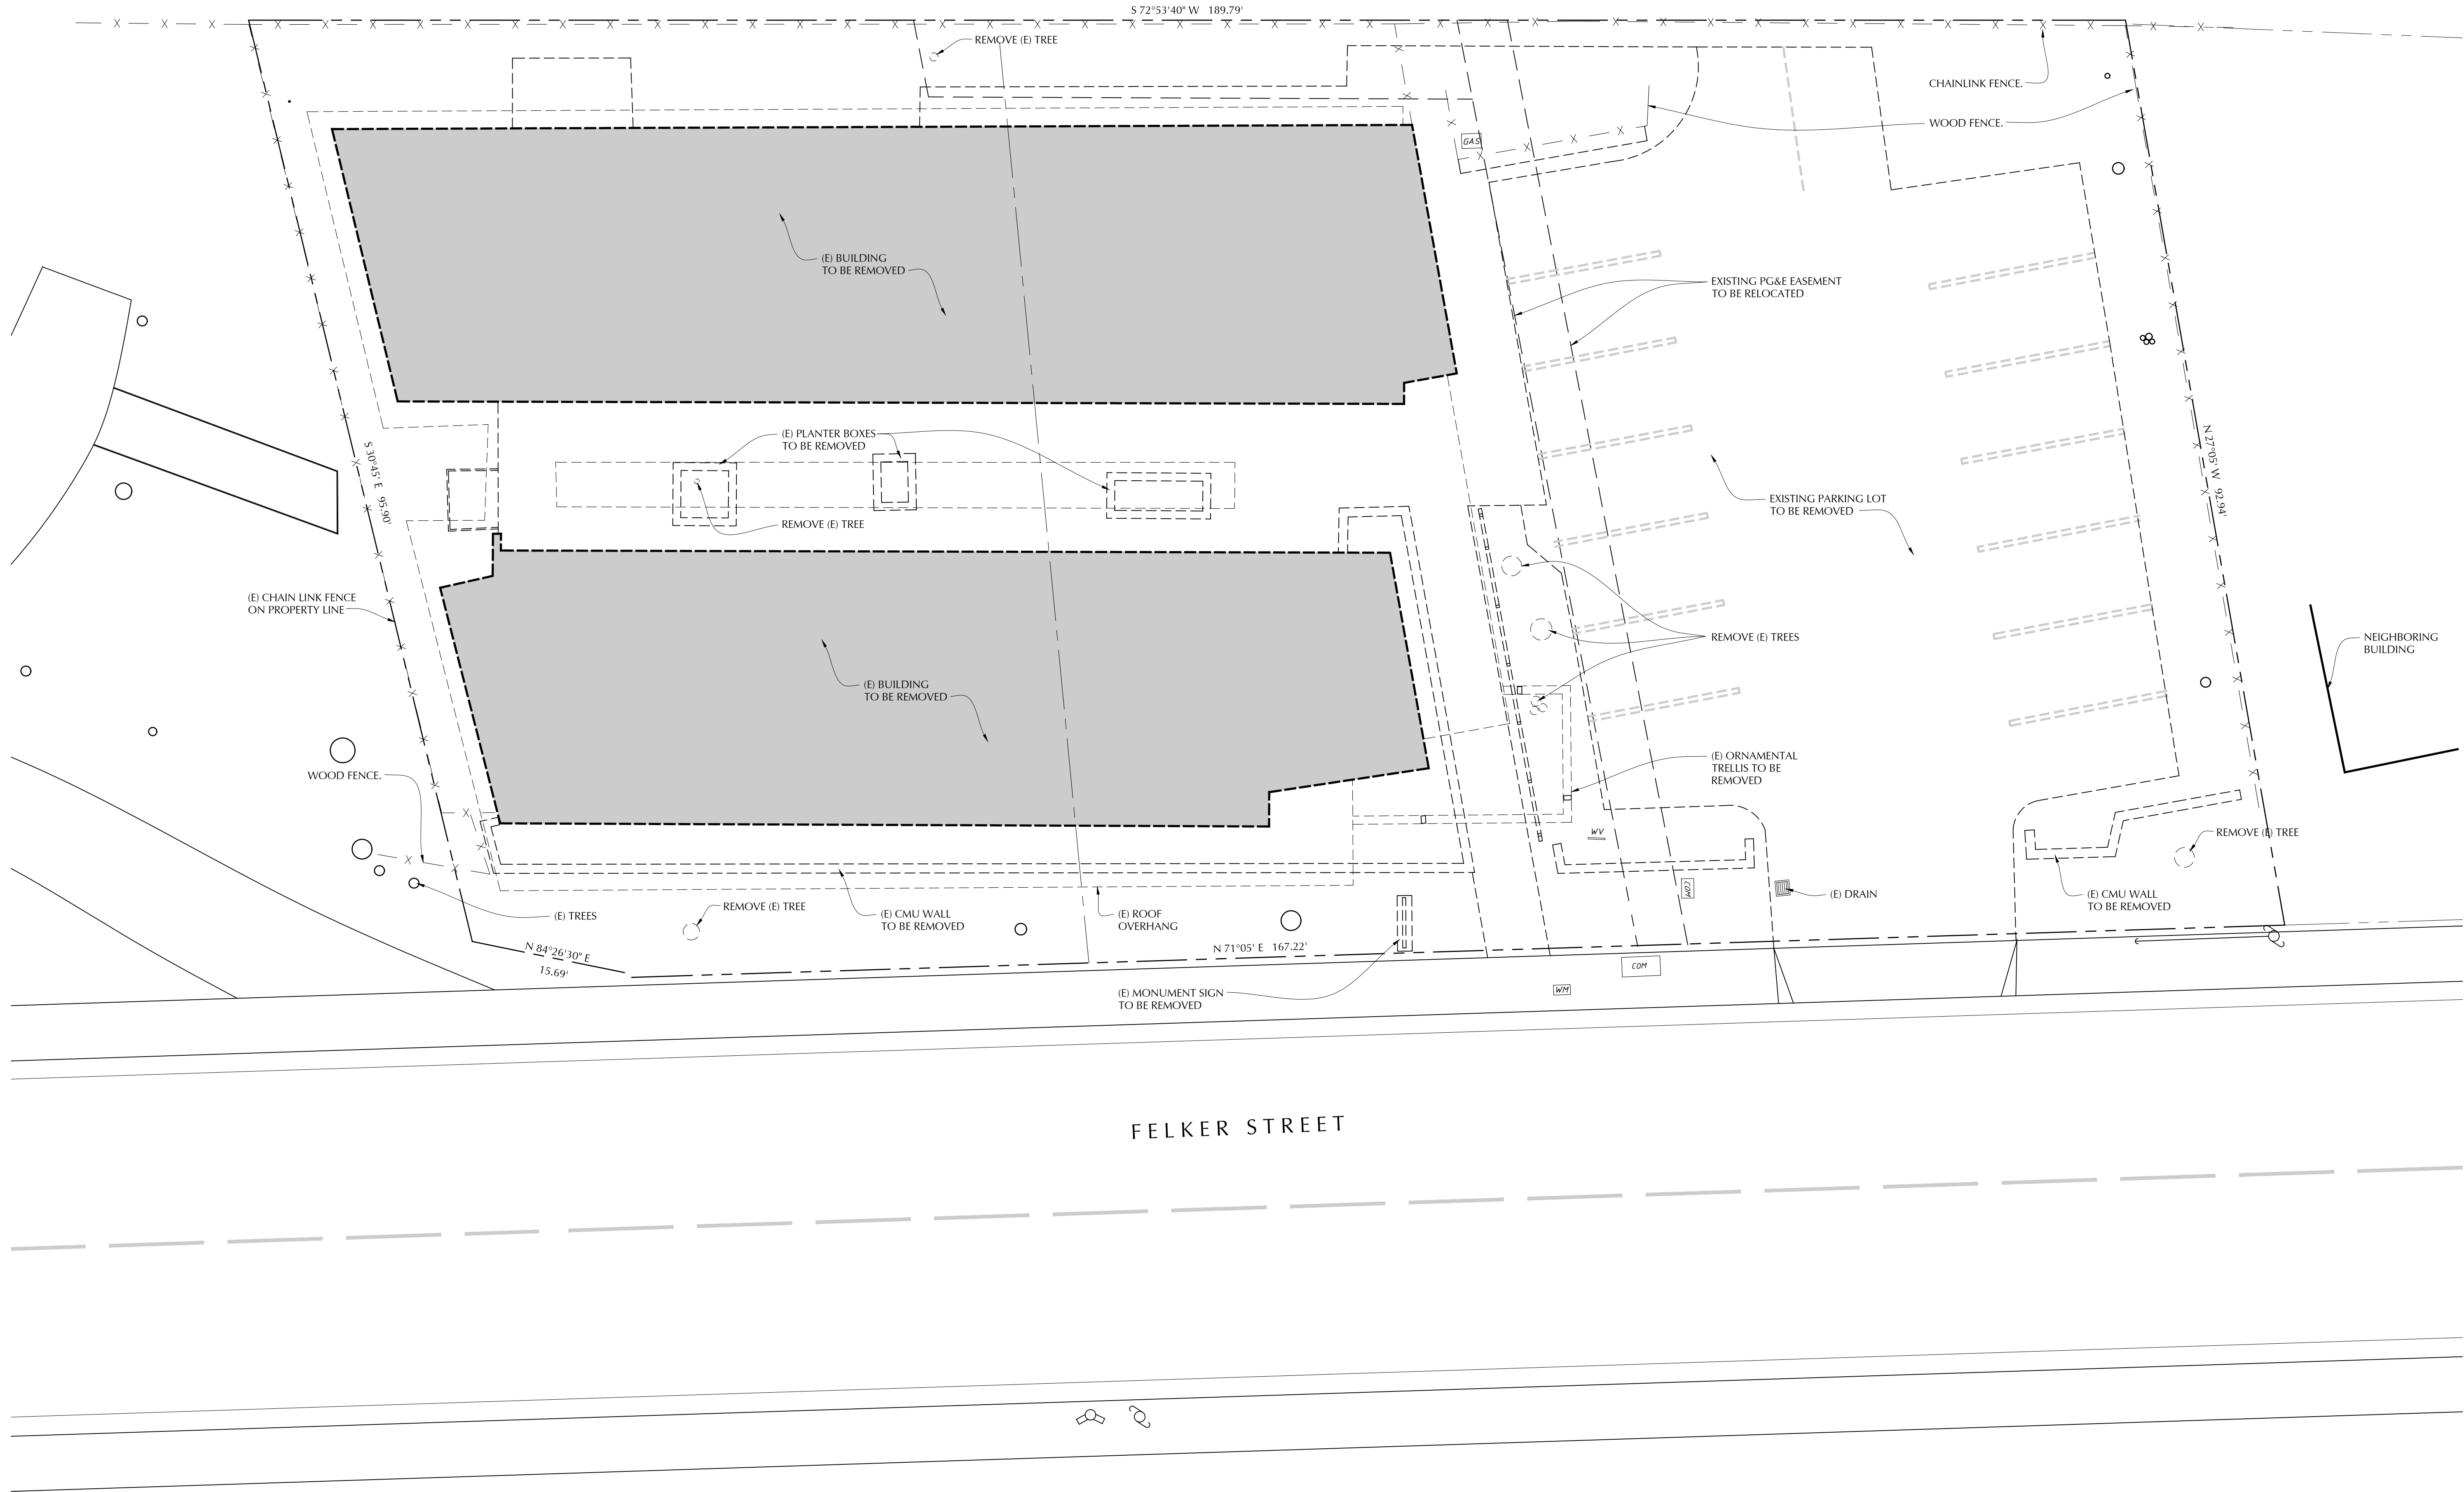 S 72°53'40" W   189.79'
REMOVE (E) TREE
CHAINLINK FENCE.
WOOD FENCE.
GAS
(E) BUILDING
TO BE REMOVED
EXISTING PG&E EASEMENT
TO BE RELOCATED
(E) PLANTER BOXES
TO BE REMOVED
S 30°45' E   95.90'
N 27°05' W   92.94'
EXISTING PARKING LOT
TO BE REMOVED
REMOVE (E) TREE
(E) CHAIN LINK FENCE
ON PROPERTY LINE
REMOVE (E) TREES
NEIGHBORING
BUILDING
(E) BUILDING
TO BE REMOVED
(E) ORNAMENTAL
TRELLIS TO BE
REMOVED
WOOD FENCE.
WV
REMOVE (E) TREE
COM
(E) DRAIN
(E) CMU WALL
TO BE REMOVED
REMOVE (E) TREE
(E) TREES
(E) CMU WALL
TO BE REMOVED
(E) ROOF
OVERHANG
N 84°26'30" E
15.69'
N 71°05' E   167.22'
COM
WM
(E) MONUMENT SIGN
TO BE REMOVED
FELKER STREET